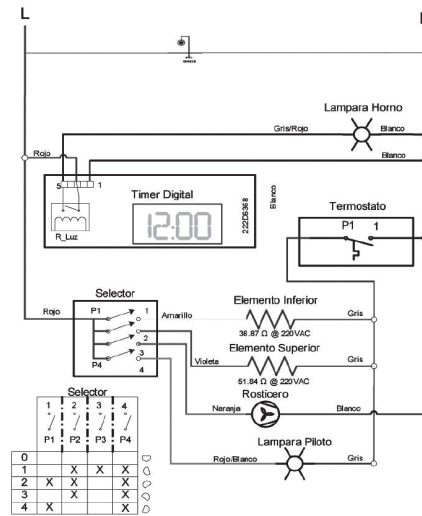 L
CHASIS
Lampara Horno
Gris/Rojo
Blanco
Rojo
Blanco
5
1
Timer Digital
12:00
R_Luz
222D6368
Blanco
Termostato
P1 1
Selector
Rojo
P1
1
2
3
4
P4
Amarillo
Elemento Inferior
Gris
38.87 Ω @ 220VAC
Elemento Superior
Violeta
Gris
51.84 Ω @ 220VAC
Rosticero
Naranja
Blanco
Lampara Piloto
Rojo/Blanco
Gris
Selector
1 2 3 4
P1 P2 P3 P4
0
1 X X X
2 X X X
3 X X
4 X X